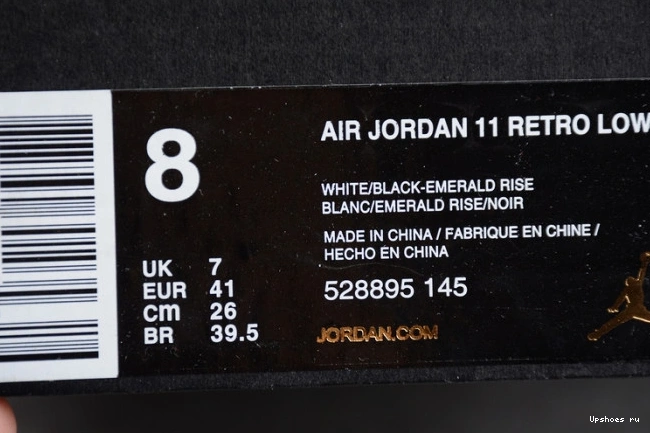 8
AIR JORDAN 11 RETRO LOW
WHITE/BLACK-EMERALD RISE
BLANC/EMERALD RISE/NOIR
MADE IN CHINA / FABRIQUE EN CHINE /
HECHO EN CHINA
528895 145
UK 7
EUR 41
cm 26
BR 39.5
JORDAN.COM
Upshoes ru